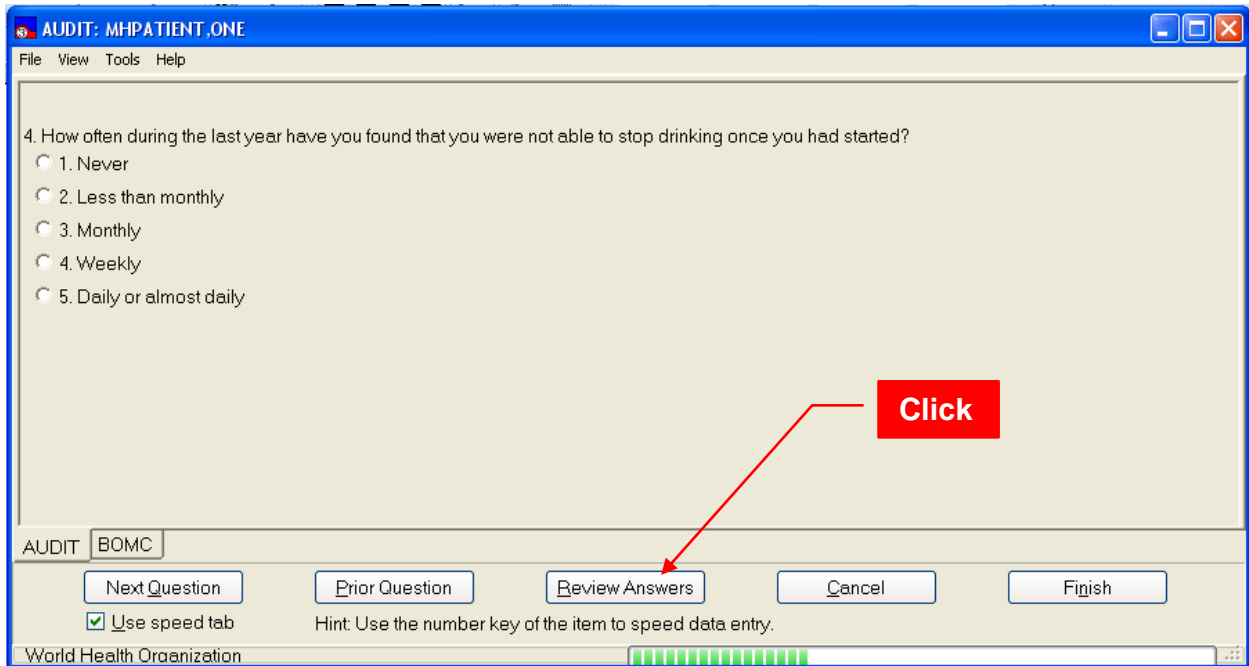 AUDIT: MHPATIENT,ONE
File View Tools Help
4. How often during the last year have you found that you were not able to stop drinking once you had started?
1. Never
2. Less than monthly
3. Monthly
4. Weekly
5. Daily or almost daily
Click
AUDIT BOMC
Next Question Prior Question Review Answers Cancel Finish
Use speed tab Hint: Use the number key of the item to speed data entry.
World Health Organization